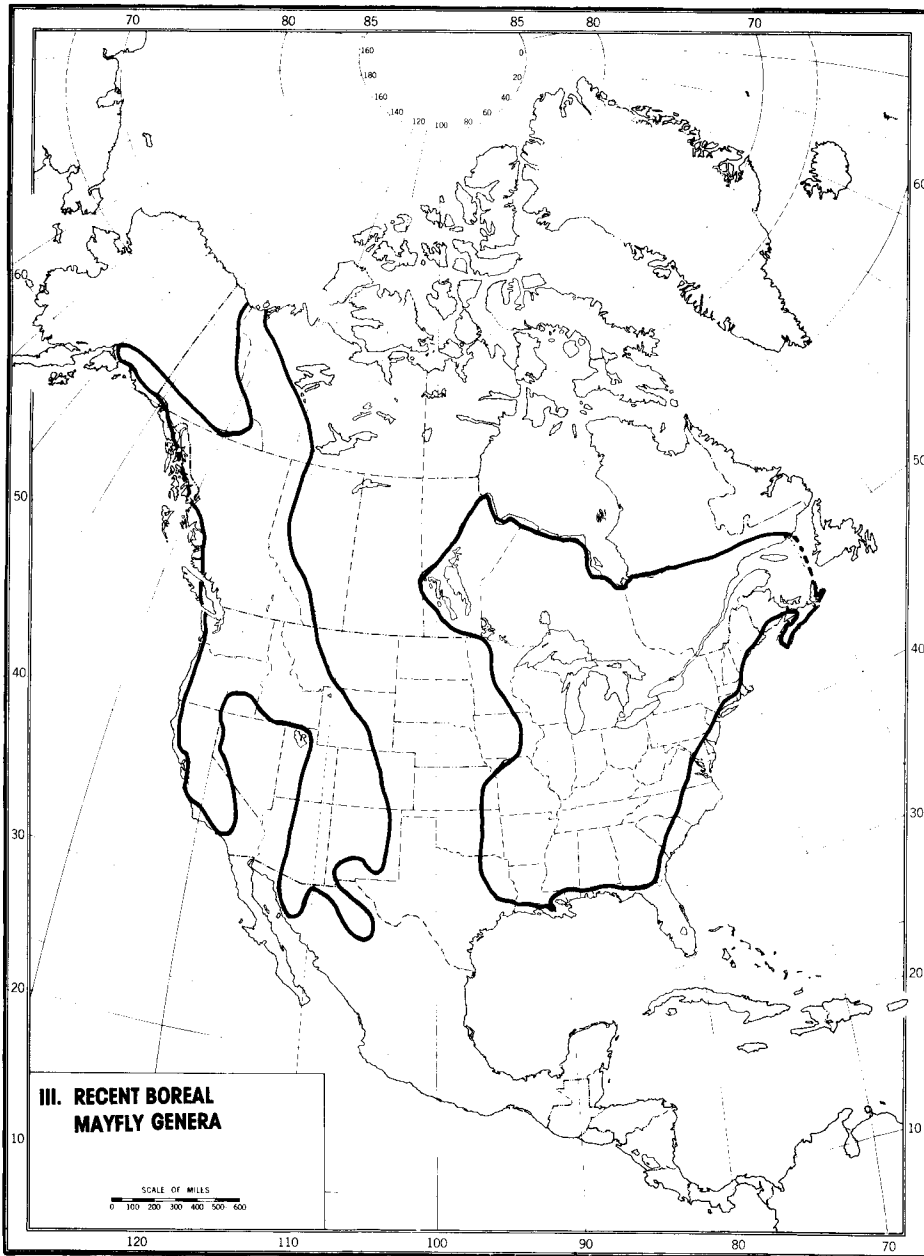 70 80 85 85 80 70
160 0
180 20
160 40
140 120 100 80 60
60 60
50 50
40 40
30 30
20 20
10 10
III. RECENT BOREAL
MAYFLY GENERA
SCALE OF MILES
0 100 200 300 400 500 600
120 110 100 90 80 70